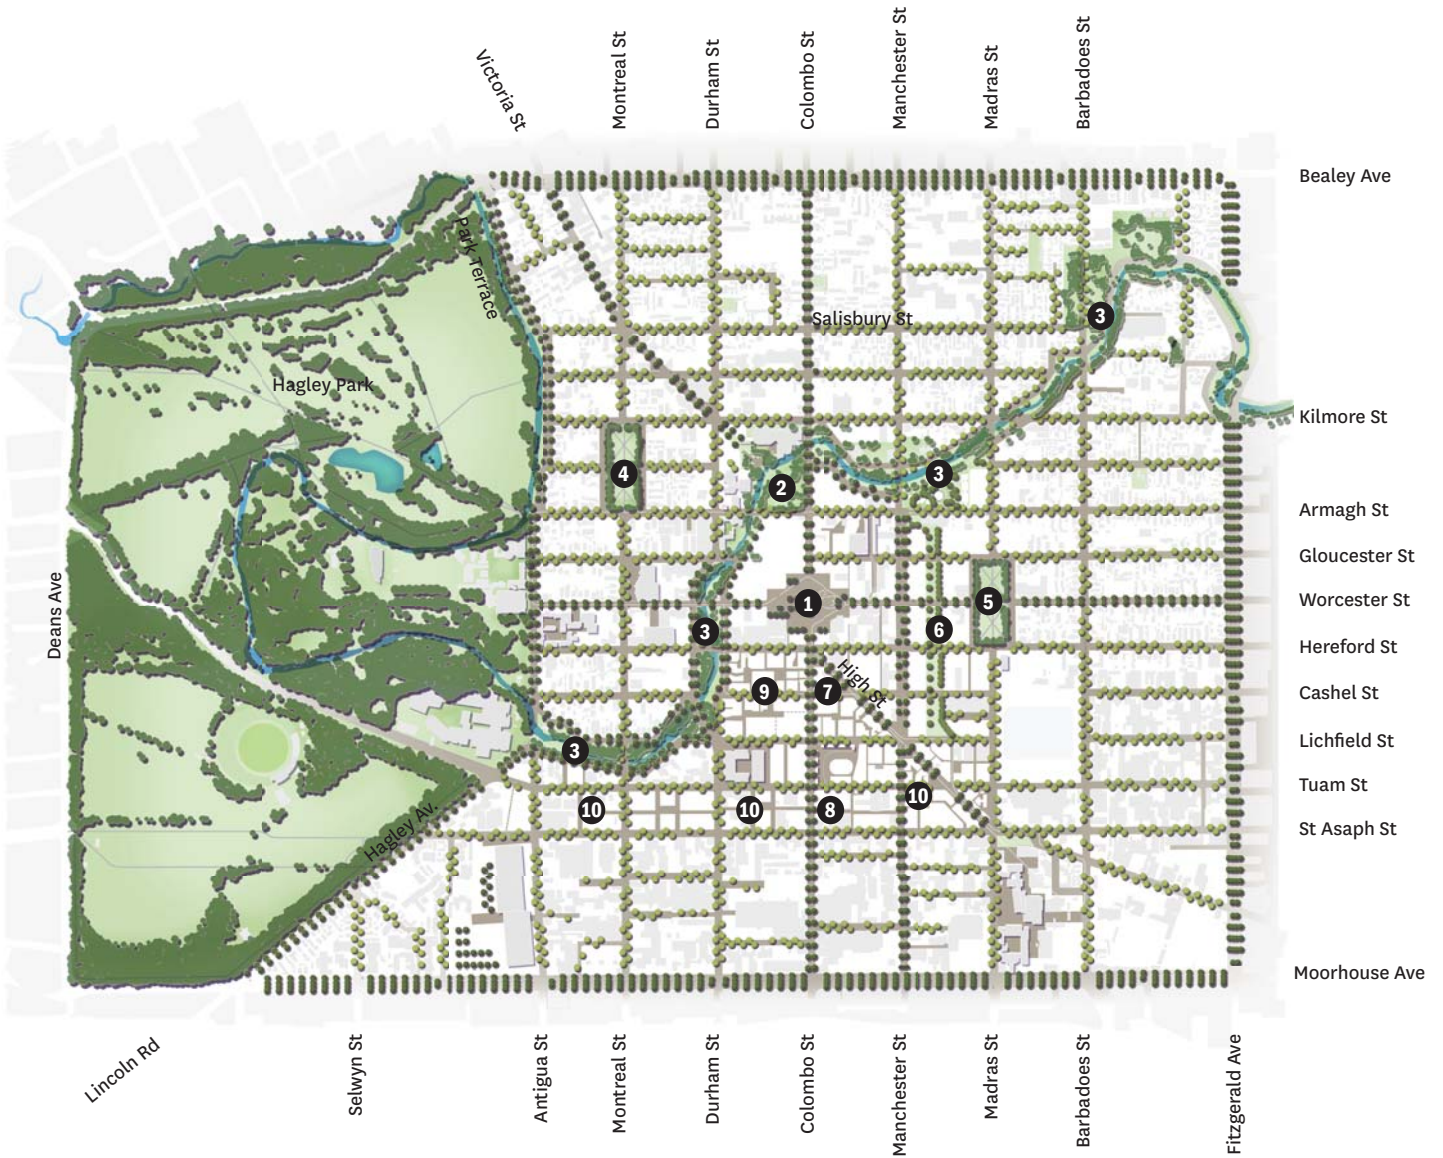 Victoria St
Montreal St
Durham St
Colombo St
Manchester St
Madras St
Barbadoes St
Bealey Ave
Park Terrace
3
Salisbury St
Hagley Park
Kilmore St
4
2
3
Armagh St
Gloucester St
Deans Ave
1
5
Worcester St
3
6
Hereford St
High St
9
7
Cashel St
3
Lichfield St
Tuam St
10
10
8
10
Hagley Av.
St Asaph St
Moorhouse Ave
Lincoln Rd
Selwyn St
Antigua St
Montreal St
Durham St
Colombo St
Manchester St
Madras St
Barbadoes St
Fitzgerald Ave